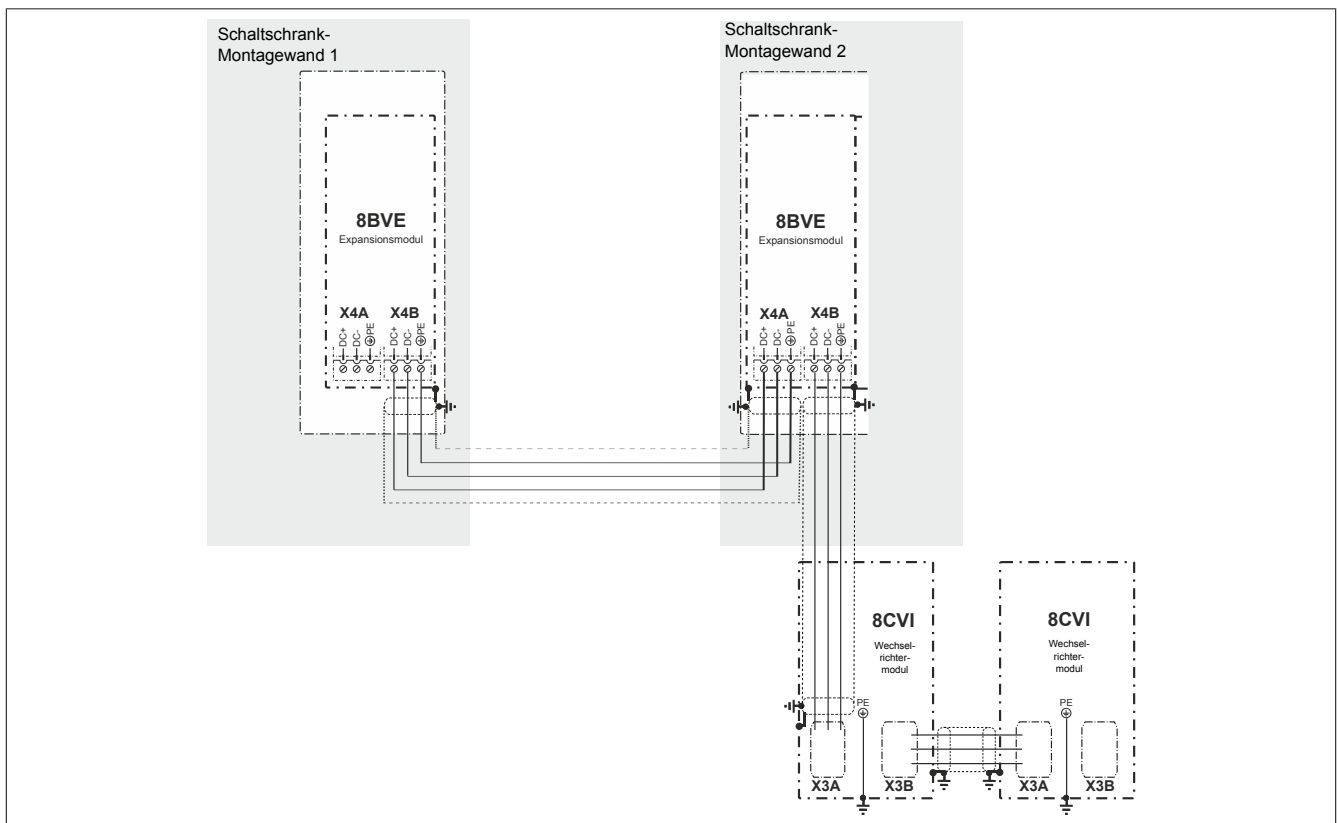 Schaltschrank-
Montagewand 1
Schaltschrank-
Montagewand 2
8BVE
Expansionsmodul
X4A X4B
DC+ DC- PE DC+ DC- PE
8BVE
Expansionsmodul
X4A X4B
DC+ DC- PE DC+ DC- PE
8CVI
Wechsel-
richter-
modul
PE
X3A X3B
8CVI
Wechsel-
richter-
modul
PE
X3A X3B